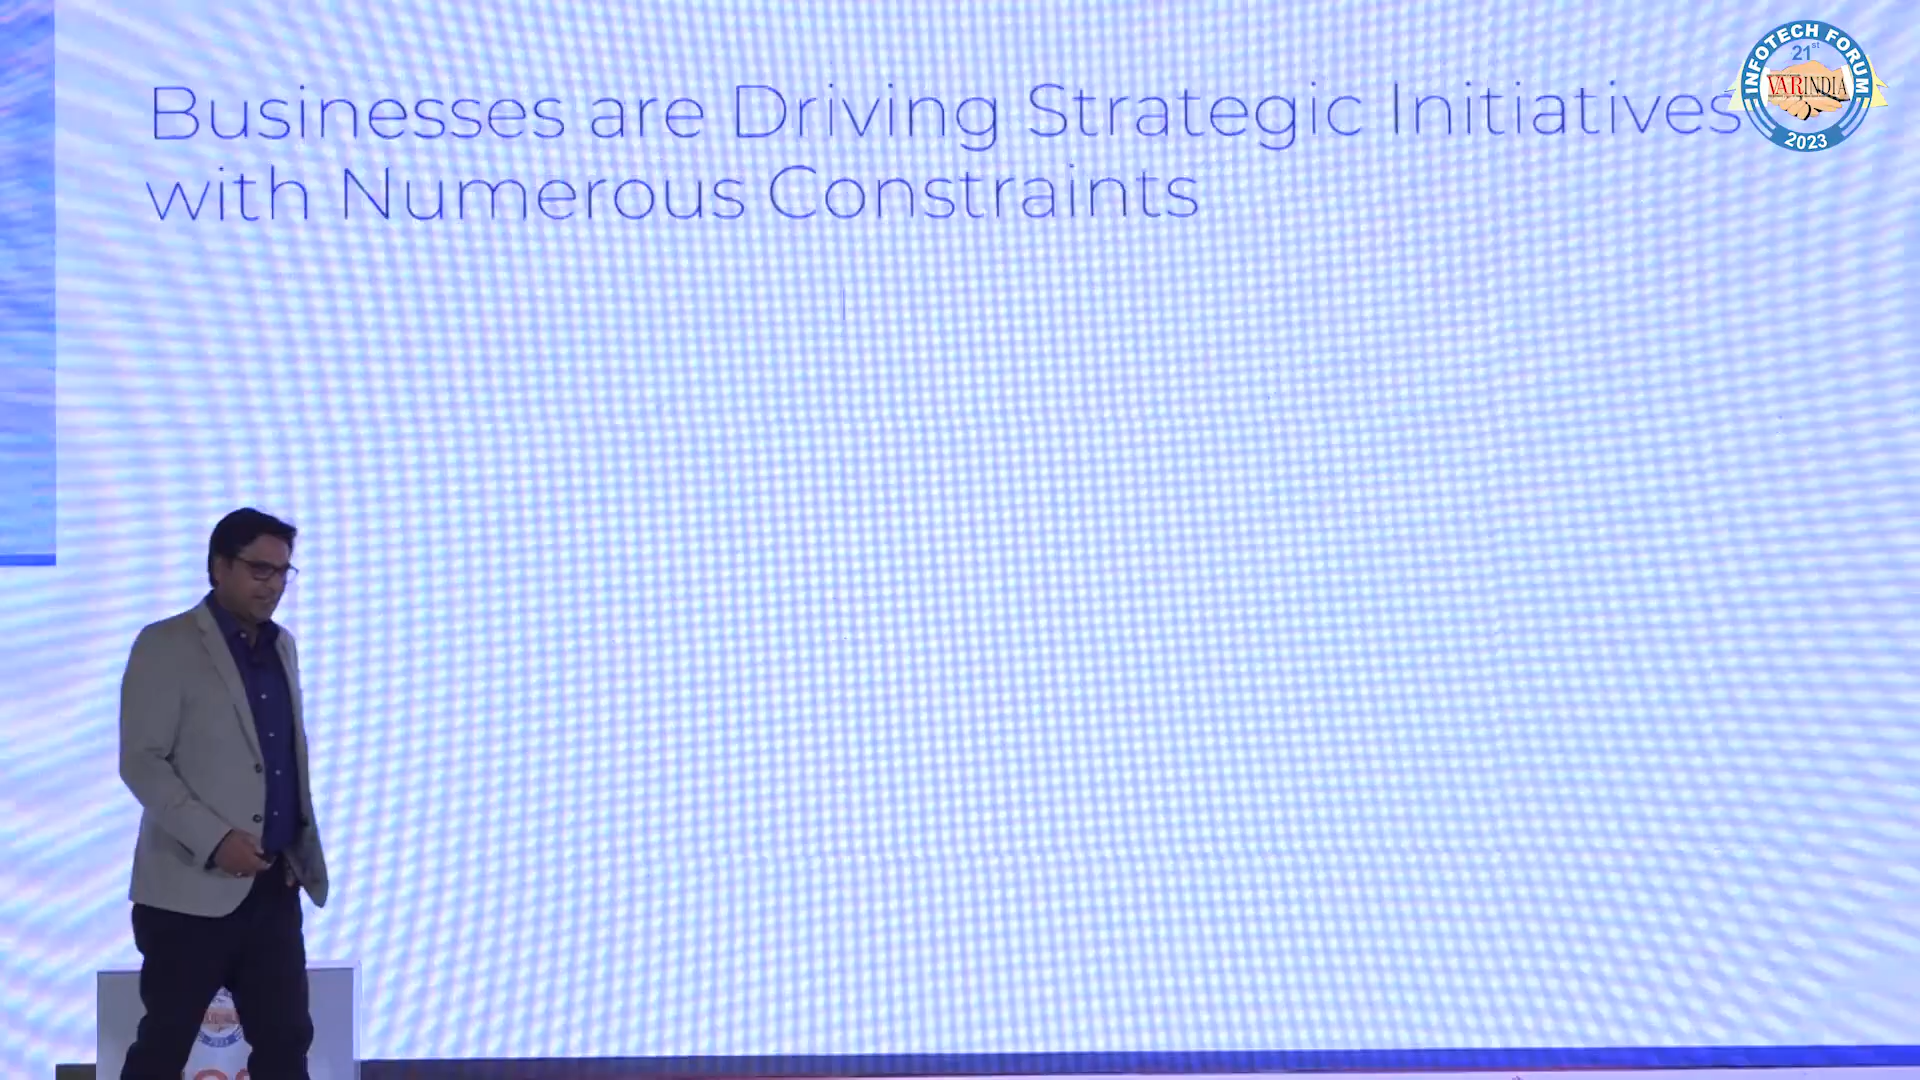 Businesses are Driving Strategic Initiatives
with Numerous Constraints
INFOTECH FORUM
21st
VARINDIA
2023